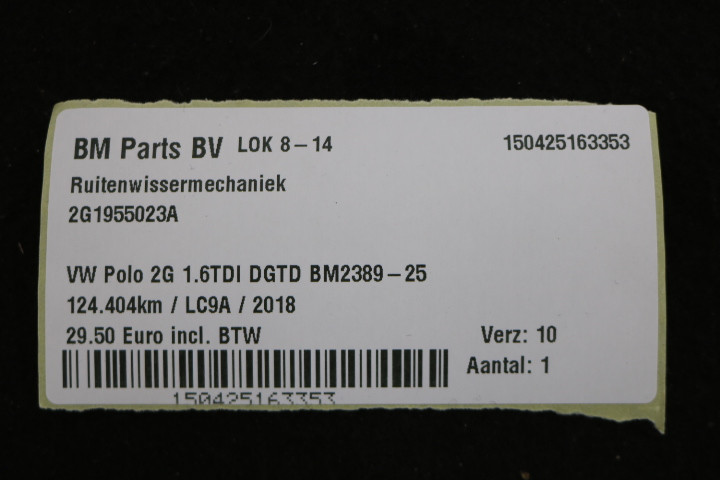 BM Parts BV LOK 8-14 150425163353
Ruitenwissermechaniek
2G1955023A
VW Polo 2G 1.6TDI DGTD BM2389-25
124.404km / LC9A / 2018
29.50 Euro incl. BTW Verz: 10
Aantal: 1
150425163353